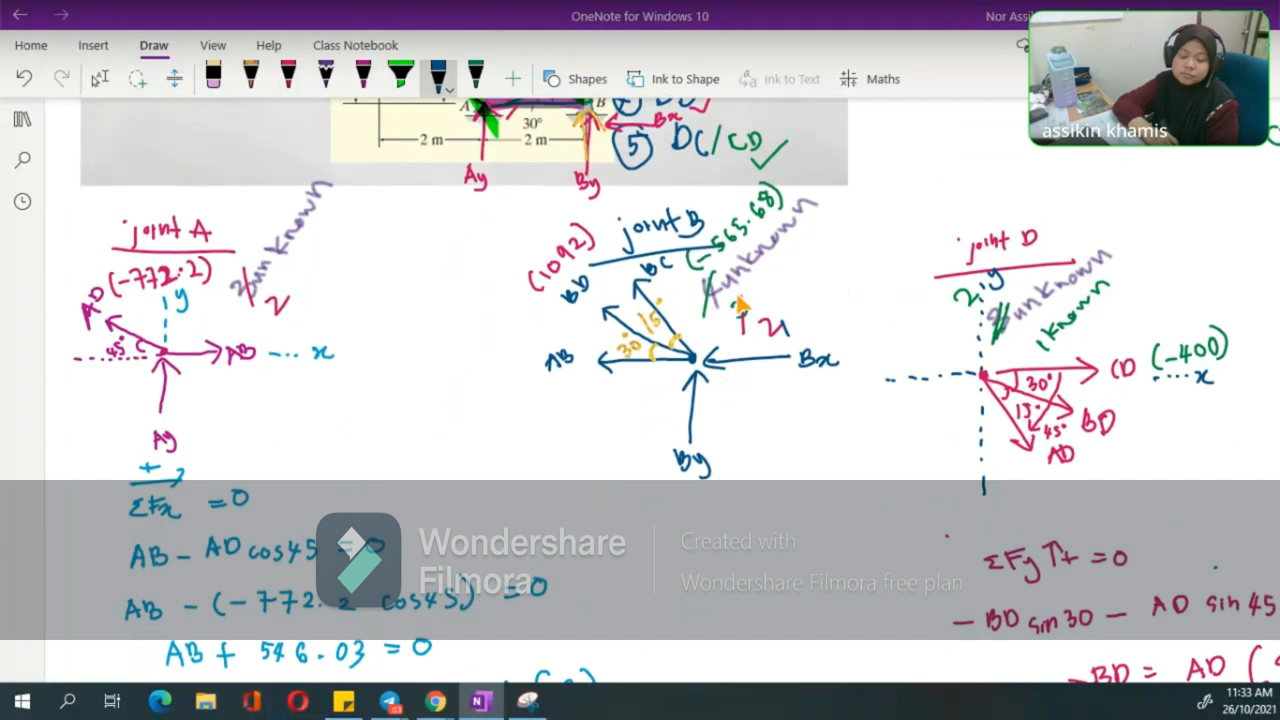 OneNote for Windows 10
Nor Assi
Home Insert Draw View Help Class Notebook
Shapes Ink to Shape Ink to Text Maths
assikin khamis
A
B
30°
2 m
2 m
Bx
5 DC/CD
Ay
By
joint A
(-772.2)
unknown
2
AD
y
45°
AB
x
Ay
+
ΣFx = 0
AB - AD cos45 = 0
AB - (-772.2 cos45) = 0
AB + 546.03 = 0
joint B
(1092)
(-565.68)
unknown
BD
BC
2
15°
30°
AB
Bx
By
joint D
y
2
unknown
1 known
CD (-400)
x
30°
15°
45°
BD
AD
ΣFy ↑+ = 0
- BD sin 30 - AD sin 45
-BD = AD (
Wondershare
Filmora
Created with
Wondershare Filmora free plan
11:33 AM
26/10/2021